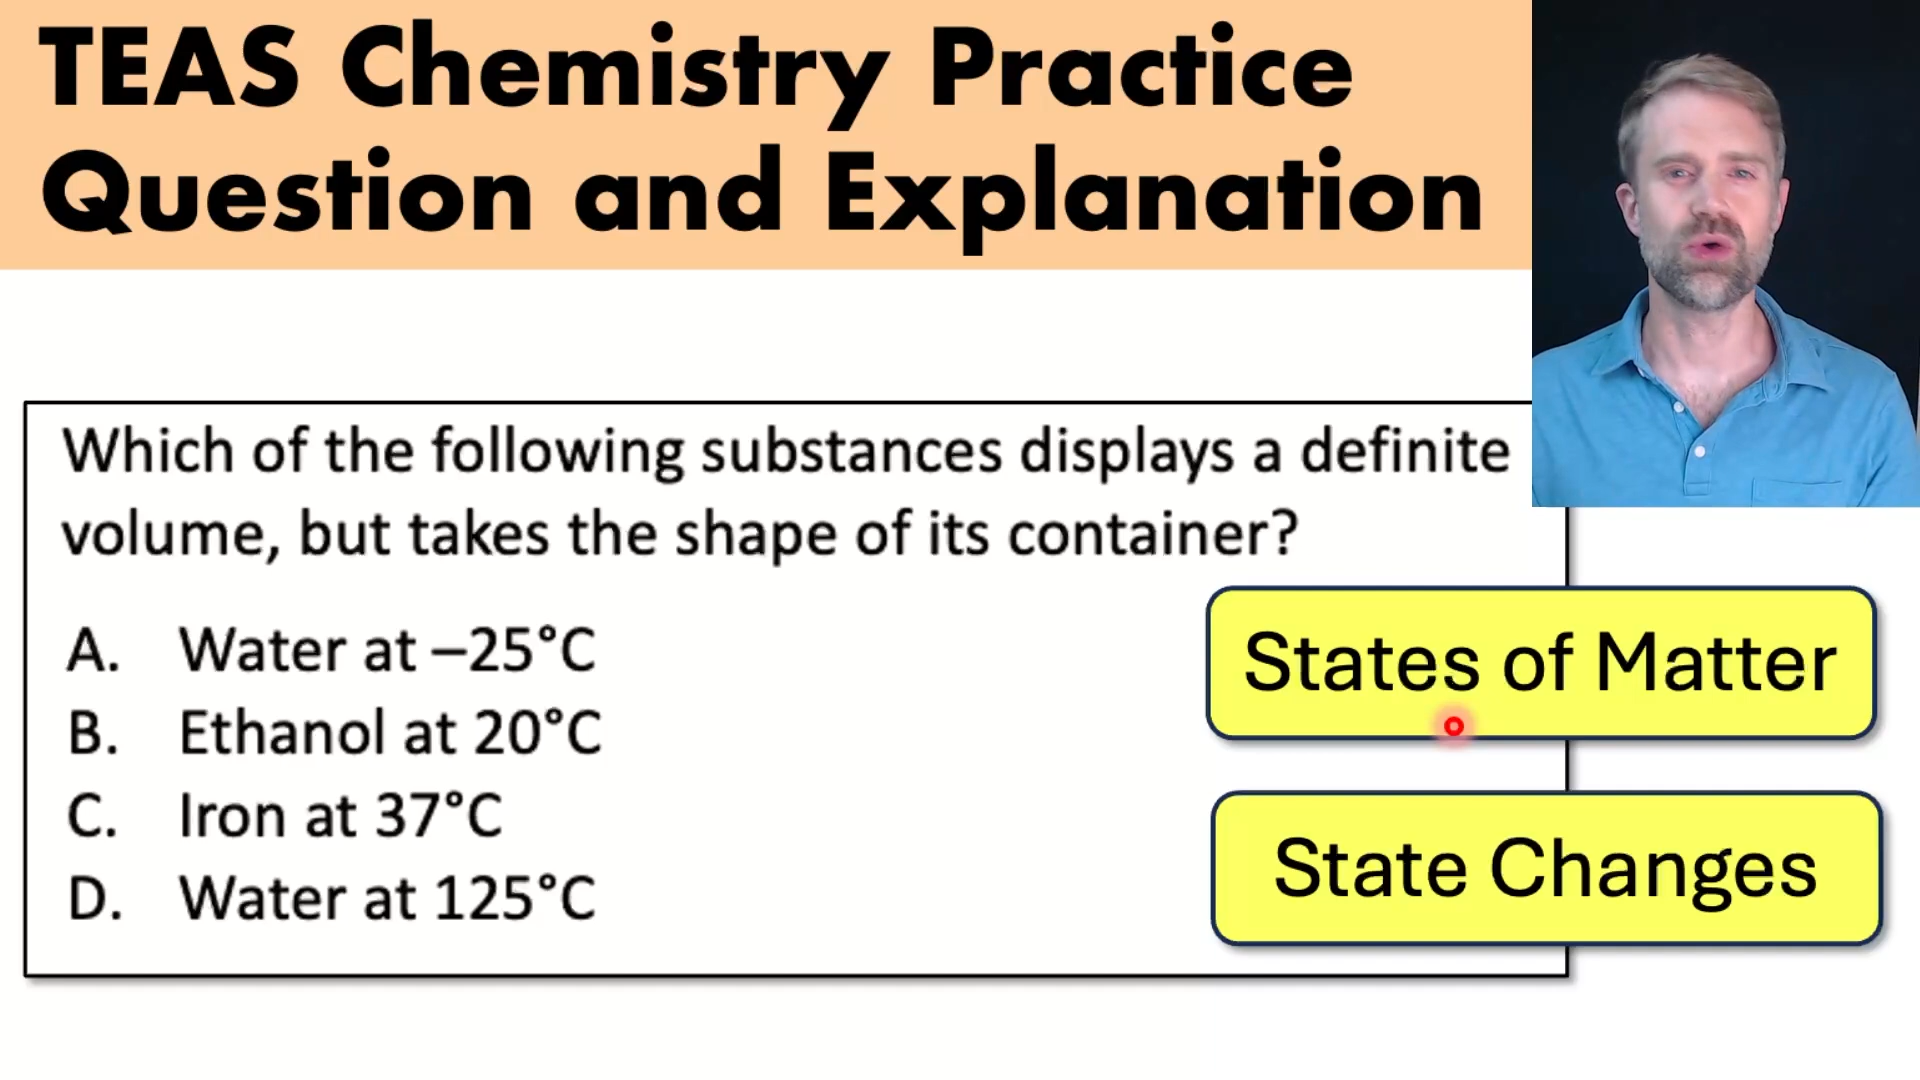 TEAS Chemistry Practice
Question and Explanation
Which of the following substances displays a definite
volume, but takes the shape of its container?
A. Water at –25°C
B. Ethanol at 20°C
C. Iron at 37°C
D. Water at 125°C
States of Matter
State Changes